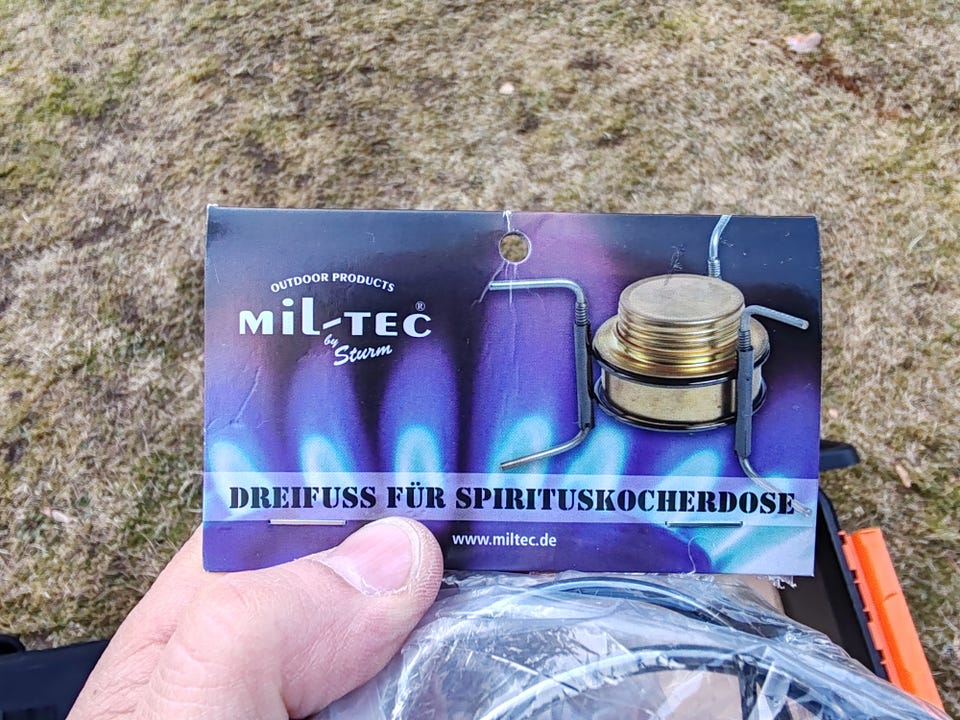 OUTDOOR PRODUCTS
MiL-TEC®
by Sturm
DREIFUSS FÜR SPIRITUSKOCHERDOSE
www.miltec.de